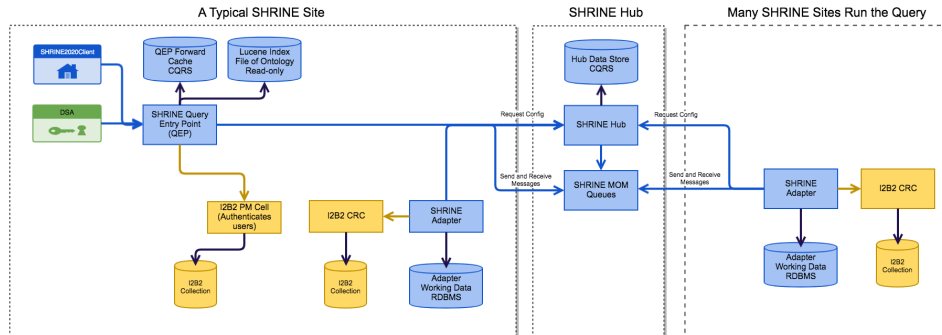 A Typical SHRINE Site
SHRINE Hub
Many SHRINE Sites Run the Query
SHRINE2020Client
DSA
QEP Forward
Cache
CQRS
Lucene Index
File of Ontology
Read-only
SHRINE Query
Entry Point
(QEP)
I2B2 PM Cell
(Authenticates
users)
I2B2
Collection
I2B2 CRC
I2B2
Collection
SHRINE
Adapter
Adapter
Working Data
RDBMS
Request Config
Send and Receive
Messages
Hub Data Store
CQRS
SHRINE Hub
SHRINE MOM
Queues
Request Config
Send and Receive
Messages
SHRINE
Adapter
I2B2 CRC
Adapter
Working Data
RDBMS
I2B2
Collection